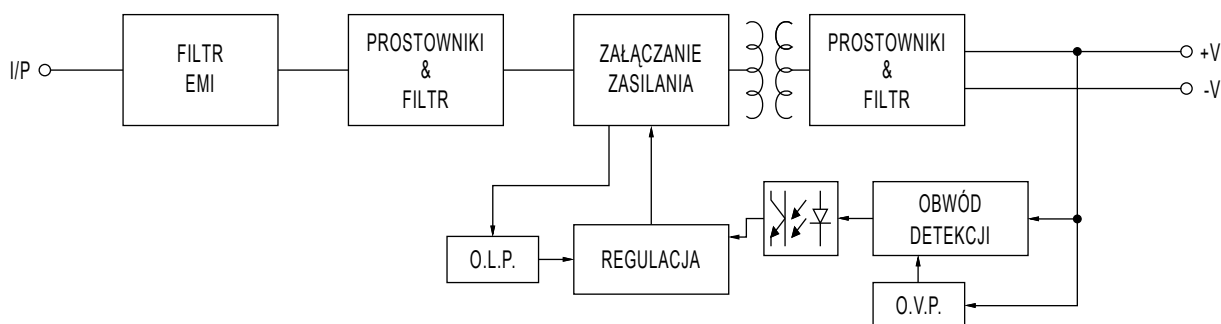 I/P
FILTR
EMI
PROSTOWNIKI
&
FILTR
ZAŁĄCZANIE
ZASILANIA
PROSTOWNIKI
&
FILTR
+V
-V
O.L.P.
REGULACJA
OBWÓD
DETEKCJI
O.V.P.